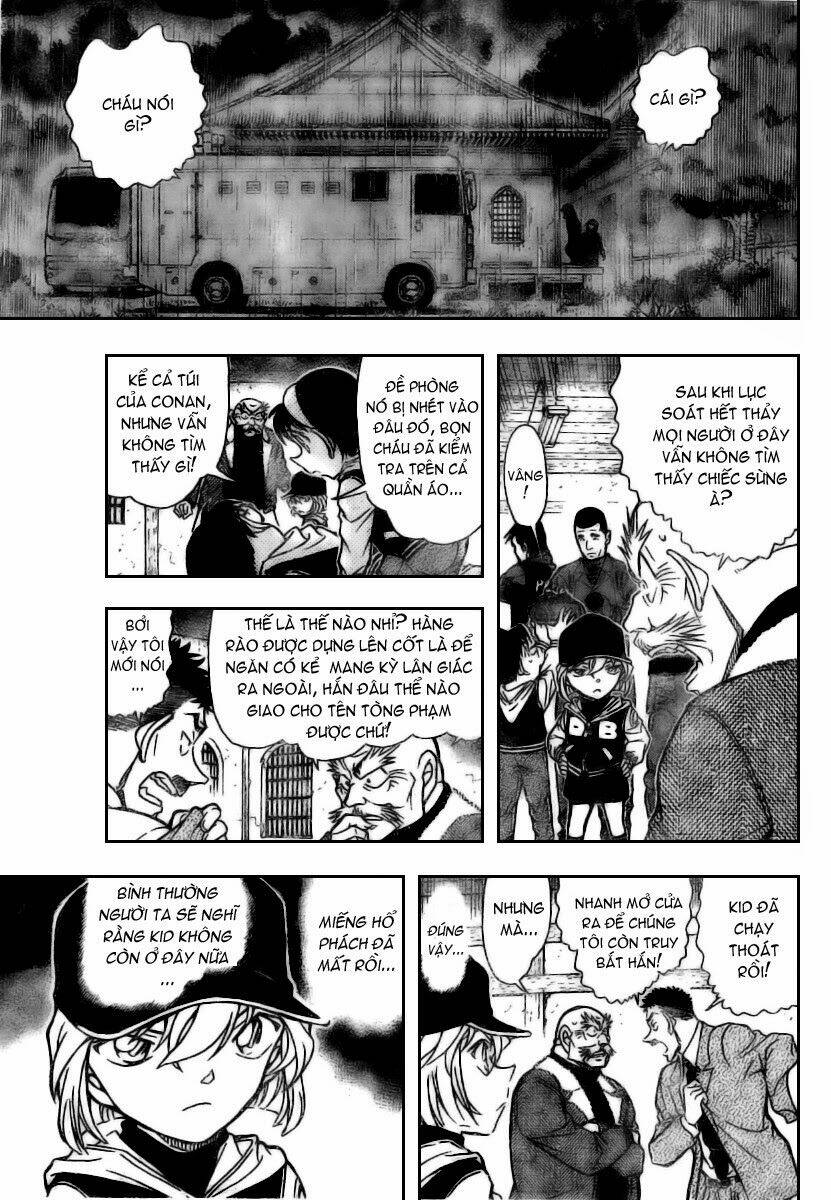 CÁI GÌ?
CHÁU NÓI
GÌ?
SAU KHI LỤC
SOÁT HẾT THẢY
MỌI NGƯỜI Ở ĐÂY
VẪN KHÔNG TÌM
THẤY CHIẾC SỪNG
À?
VÂNG
!
ĐỀ PHÒNG
NÓ BỊ NHÉT VÀO
ĐÂU ĐÓ, BỌN
CHÁU ĐÃ KIỂM
TRA TRÊN CẢ
QUẦN ÁO...
KỂ CẢ TÚI
CỦA CONAN,
NHƯNG VẪN
KHÔNG TÌM
THẤY GÌ!
THẾ LÀ THẾ NÀO NHỈ? HÀNG
RÀO ĐƯỢC DỰNG LÊN CỐT LÀ ĐỂ
NGĂN CÓ KẺ MANG KỲ LÂN GIÁC
RA NGOÀI, HẮN ĐÂU THỂ NÀO
GIAO CHO TÊN TÒNG PHẠM
ĐƯỢC CHỨ!
BỞI
VẬY TÔI
MỚI NÓI
...
KID ĐÃ
CHẠY
THOÁT
RỒI!
NHANH MỞ CỬA
RA ĐỂ CHÚNG
TÔI CÒN TRUY
BẮT HẮN!
NHƯNG
MÀ...
ĐÚNG
VẬY...
MIẾNG HỔ
PHÁCH ĐÃ
MẤT RỒI...
BÌNH THƯỜNG
NGƯỜI TA SẼ NGHĨ
RẰNG KID KHÔNG
CÒN Ở ĐÂY NỮA
...
B